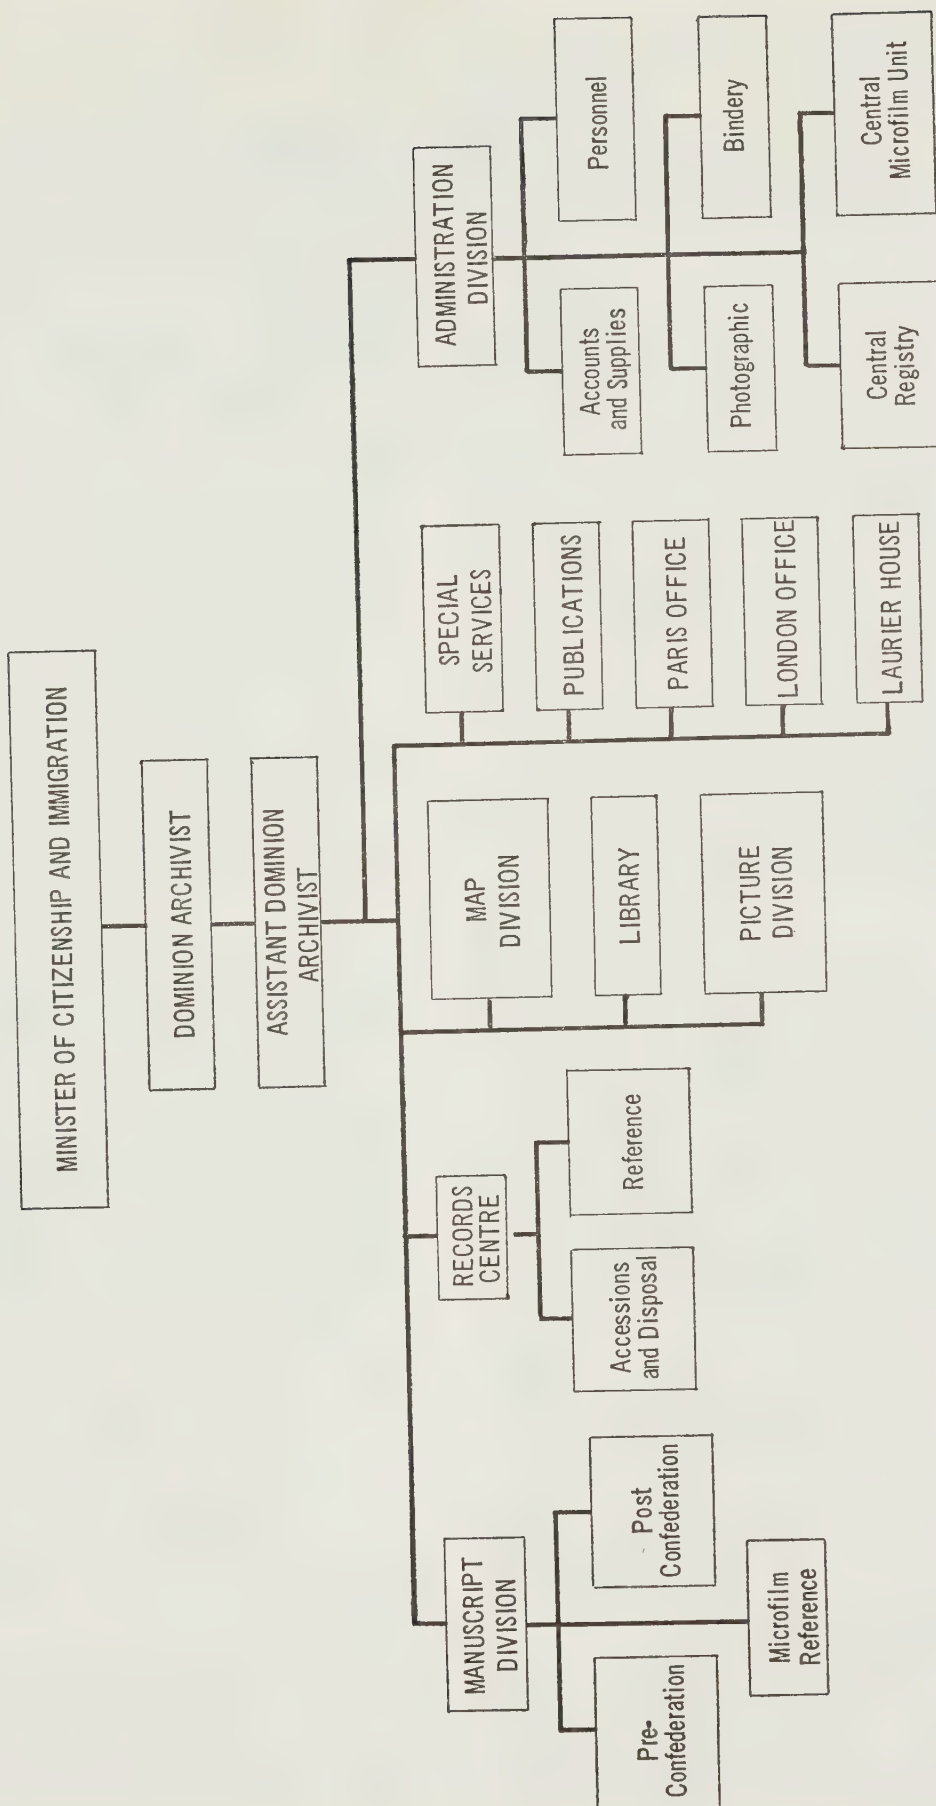 MINISTER OF CITIZENSHIP AND IMMIGRATION
DOMINION ARCHIVIST
ASSISTANT DOMINION
ARCHIVIST
MANUSCRIPT
DIVISION
Pre-
Confederation
Post
Confederation
Microfilm
Reference
RECORDS
CENTRE
Accessions
and Disposal
Reference
MAP
DIVISION
LIBRARY
PICTURE
DIVISION
SPECIAL
SERVICES
PUBLICATIONS
PARIS OFFICE
LONDON OFFICE
LAURIER HOUSE
ADMINISTRATION
DIVISION
Accounts
and Supplies
Personnel
Photographic
Bindery
Central
Registry
Central
Microfilm Unit